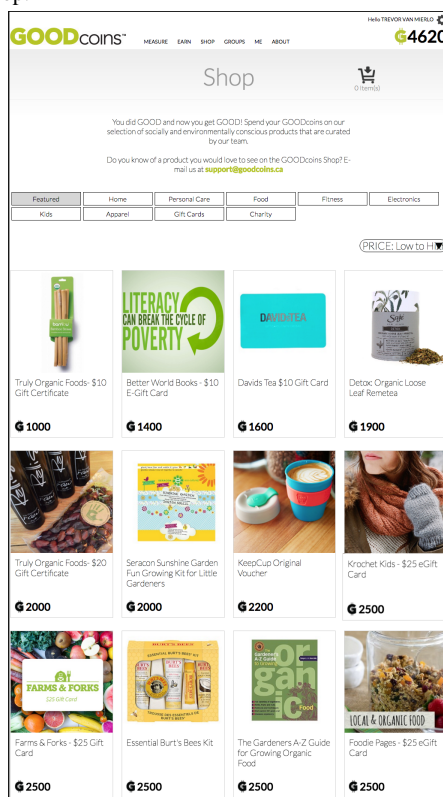 Hello TREVOR VAN MIERLO
GOODcoins™
MEASURE EARN SHOP GROUPS ME ABOUT
4620
Shop
0 Item(s)
You did GOOD and now you get GOOD! Spend your GOODcoins on our
selection of socially and environmentally conscious products that are curated
by our team.
Do you know of a product you would love to see on the GOODcoins Shop? E-
mail us at support@goodcoins.ca
Featured Home Personal Care Food Fitness Electronics
Kids Apparel Gift Cards Charity
PRICE: Low to H
LITERACY
CAN BREAK THE CYCLE OF
POVERTY
DAVIDsTEA
Truly Organic Foods- $10
Gift Certificate
G 1000
Better World Books - $10
E-Gift Card
G 1400
Davids Tea $10 Gift Card
G 1600
Detox: Organic Loose
Leaf Remetea
G 1900
Truly Organic Foods- $20
Gift Certificate
G 2000
Seracon Sunshine Garden
Fun Growing Kit for Little
Gardeners
G 2000
KeepCup Original
Voucher
G 2200
Krochet Kids - $25 eGift
Card
G 2500
FARMS & FORKS
$25 Gift Card
ESSENTIAL BURT'S BEES KIT
Gardener's
A-Z Guide
organic
Food
LOCAL & ORGANIC FOOD
Farms & Forks - $25 Gift
Card
G 2500
Essential Burt's Bees Kit
G 2500
The Gardeners A-Z Guide
for Growing Organic
Food
G 2500
Foodie Pages - $25 eGift
Card
G 2500